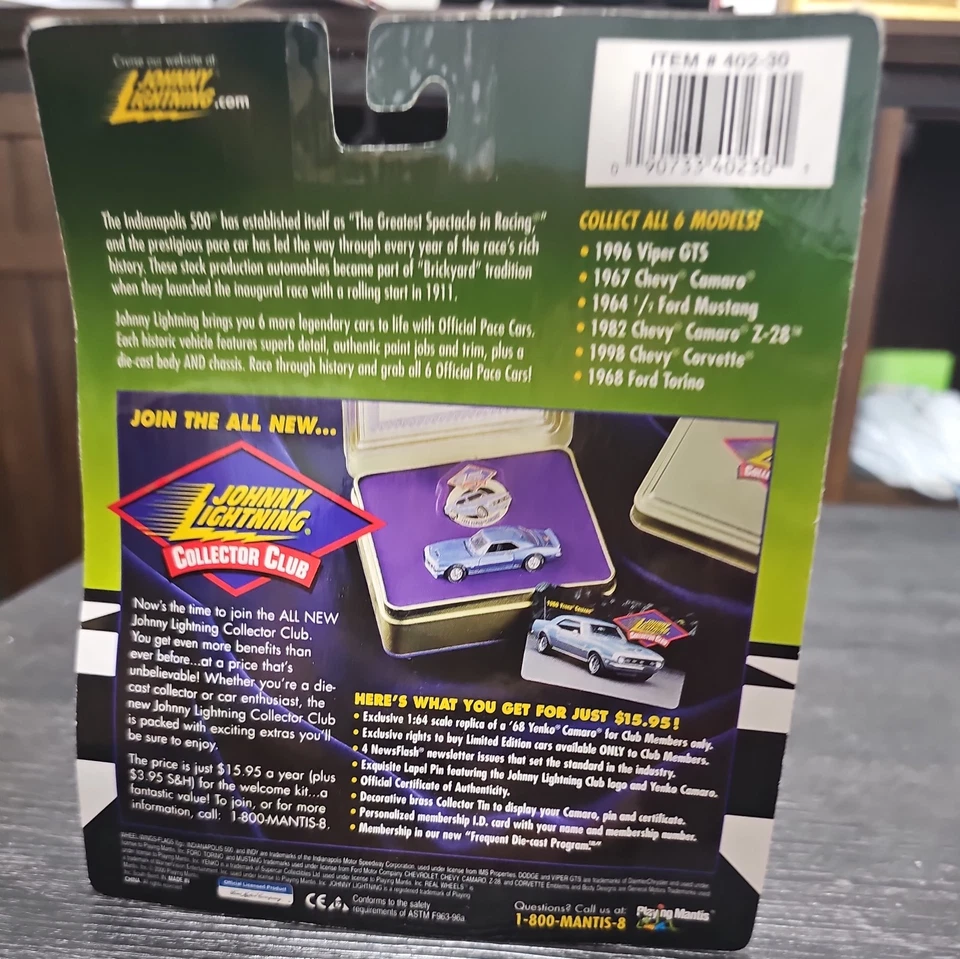 Cruise our website at
JOHNNY
LIGHTNING.com
ITEM # 402-30
0 90733 40230 1
The Indianapolis 500™ has established itself as "The Greatest Spectacle in Racing,®"
and the prestigious pace car has led the way through every year of the race's rich
history. These stock production automobiles became part of "Brickyard" tradition
when they launched the inaugural race with a rolling start in 1911.
Johnny Lightning brings you 6 more legendary cars to life with Official Pace Cars.
Each historic vehicle features superb detail, authentic paint jobs and trim, plus a
die-cast body AND chassis. Race through history and grab all 6 Official Pace Cars!
COLLECT ALL 6 MODELS!
• 1996 Viper GTS
• 1967 Chevy® Camaro®
• 1964 1/2 Ford Mustang
• 1982 Chevy® Camaro® Z-28™
• 1998 Chevy® Corvette®
• 1968 Ford Torino
JOIN THE ALL NEW...
JOHNNY
LIGHTNING®
COLLECTOR CLUB
Now's the time to join the ALL NEW
Johnny Lightning Collector Club.
You get even more benefits than
ever before...at a price that's
unbelievable! Whether you're a die-
cast collector or car enthusiast, the
new Johnny Lightning Collector Club
is packed with exciting extras you'll
be sure to enjoy.
The price is just $15.95 a year (plus
$3.95 S&H) for the welcome kit...a
fantastic value! To join, or for more
information, call: 1-800-MANTIS-8.
COLLECTOR CLUB
HERE'S WHAT YOU GET FOR JUST $15.95!
• Exclusive 1:64 scale replica of a '68 Yenko® Camaro® for Club Members only.
• Exclusive rights to buy Limited Edition cars available ONLY to Club Members.
• 4 NewsFlash® newsletter issues that set the standard in the industry.
• Exquisite Lapel Pin featuring the Johnny Lightning Club logo and Yenko Camaro.
• Official Certificate of Authenticity.
• Decorative brass Collector Tin to display your Camaro, pin and certificate.
• Personalized membership I.D. card with your name and membership number.
• Membership in our new "Frequent Die-cast Program."
Official Licensed Product
CE
Conforms to the safety
requirements of ASTM F963-96a.
Questions? Call us at:
1-800-MANTIS-8
Playing Mantis